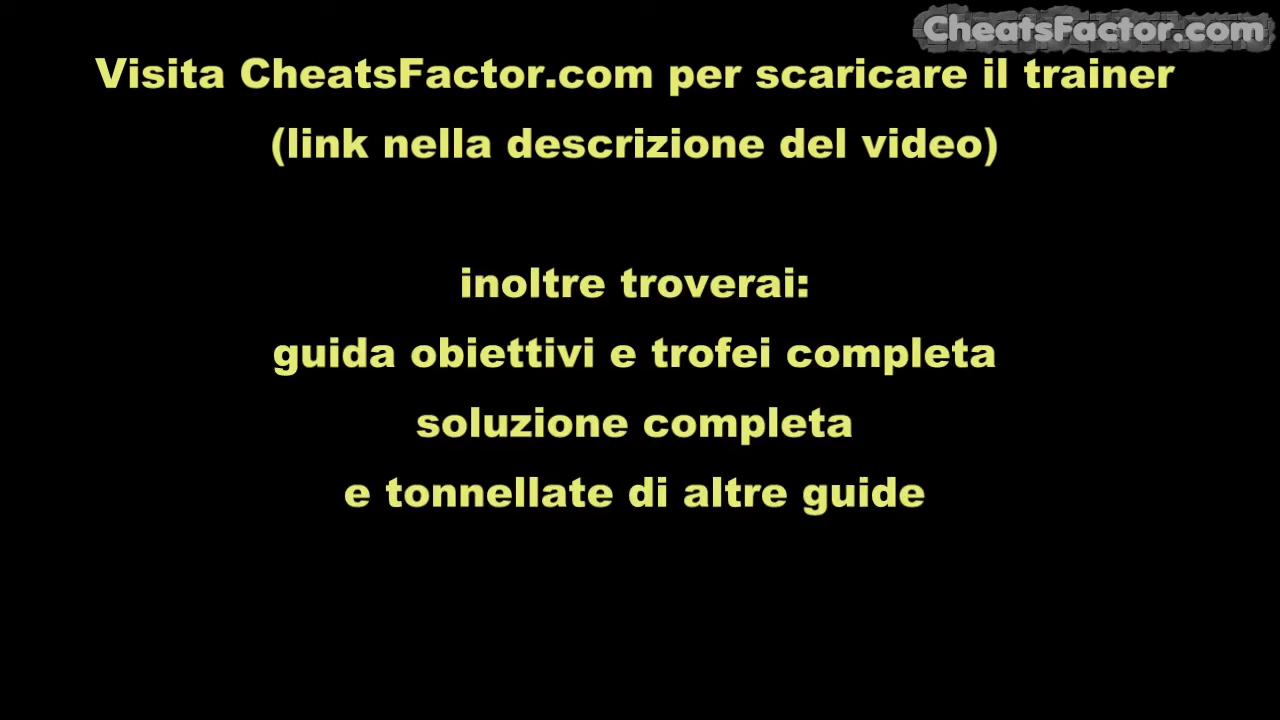 CheatsFactor.com
Visita CheatsFactor.com per scaricare il trainer
(link nella descrizione del video)
inoltre troverai:
guida obiettivi e trofei completa
soluzione completa
e tonnellate di altre guide